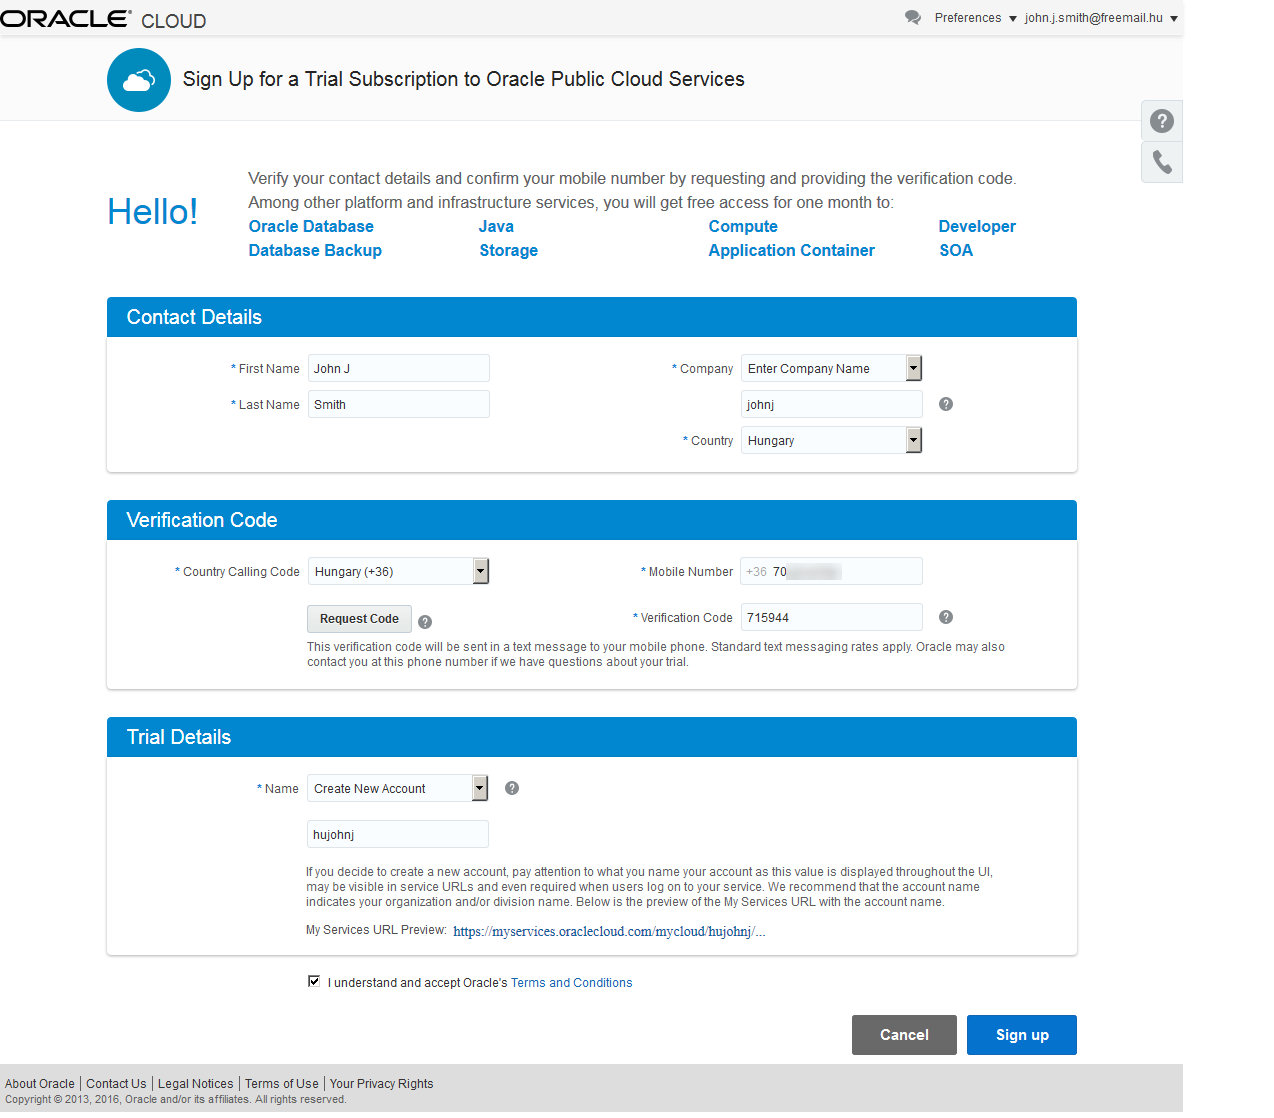 ORACLE® CLOUD
Preferences
john.j.smith@freemail.hu
Sign Up for a Trial Subscription to Oracle Public Cloud Services
?
Hello!
Verify your contact details and confirm your mobile number by requesting and providing the verification code.
Among other platform and infrastructure services, you will get free access for one month to:
Oracle Database Java Compute Developer
Database Backup Storage Application Container SOA
Contact Details
* First Name John J
* Company Enter Company Name
* Last Name Smith
johnj ?
* Country Hungary
Verification Code
* Country Calling Code Hungary (+36)
* Mobile Number +36 70
Request Code ?
* Verification Code 715944 ?
This verification code will be sent in a text message to your mobile phone. Standard text messaging rates apply. Oracle may also
contact you at this phone number if we have questions about your trial.
Trial Details
* Name Create New Account ?
hujohnj
If you decide to create a new account, pay attention to what you name your account as this value is displayed throughout the UI,
may be visible in service URLs and even required when users log on to your service. We recommend that the account name
indicates your organization and/or division name. Below is the preview of the My Services URL with the account name.
My Services URL Preview: https://myservices.oraclecloud.com/mycloud/hujohnj/...
I understand and accept Oracle's Terms and Conditions
Cancel Sign up
About Oracle | Contact Us | Legal Notices | Terms of Use | Your Privacy Rights
Copyright © 2013, 2016, Oracle and/or its affiliates. All rights reserved.